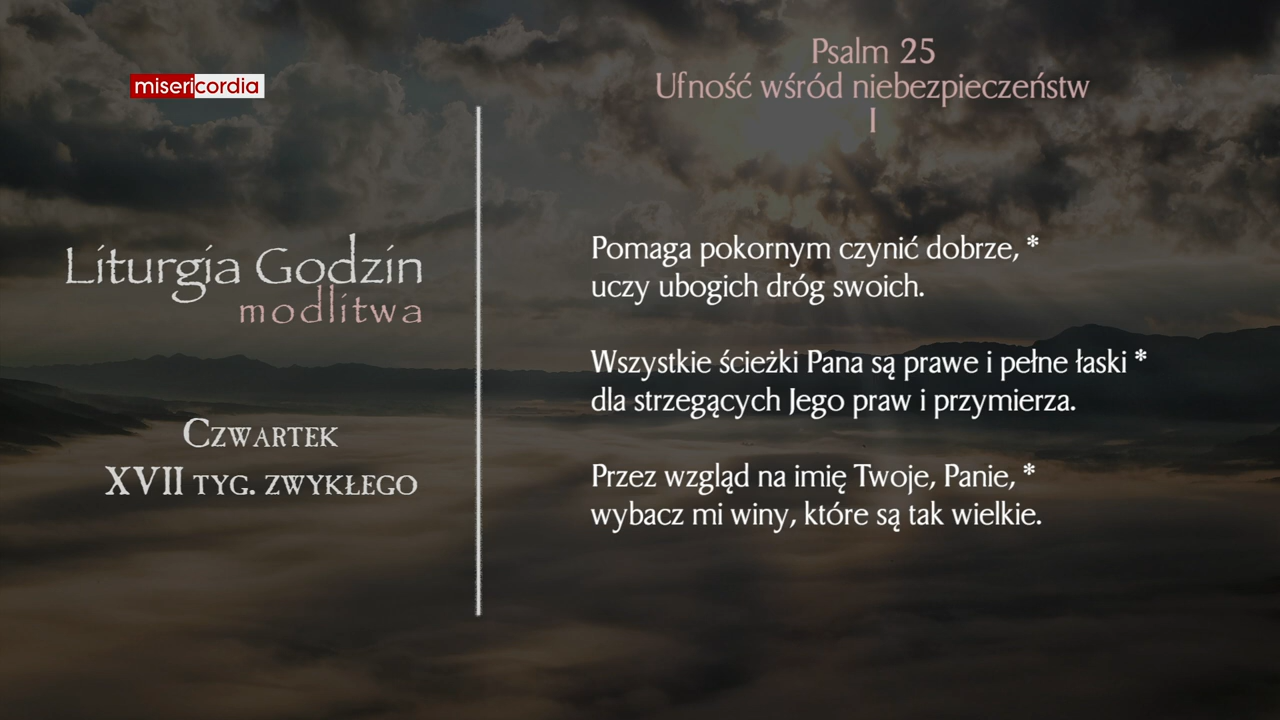 misericordia
Liturgia Godzin
modlitwa
Czwartek
XVII tyg. zwykłego
Psalm 25
Ufność wśród niebezpieczeństw
I
Pomaga pokornym czynić dobrze, *
uczy ubogich dróg swoich.
Wszystkie ścieżki Pana są prawe i pełne łaski *
dla strzegących Jego praw i przymierza.
Przez wzgląd na imię Twoje, Panie, *
wybacz mi winy, które są tak wielkie.